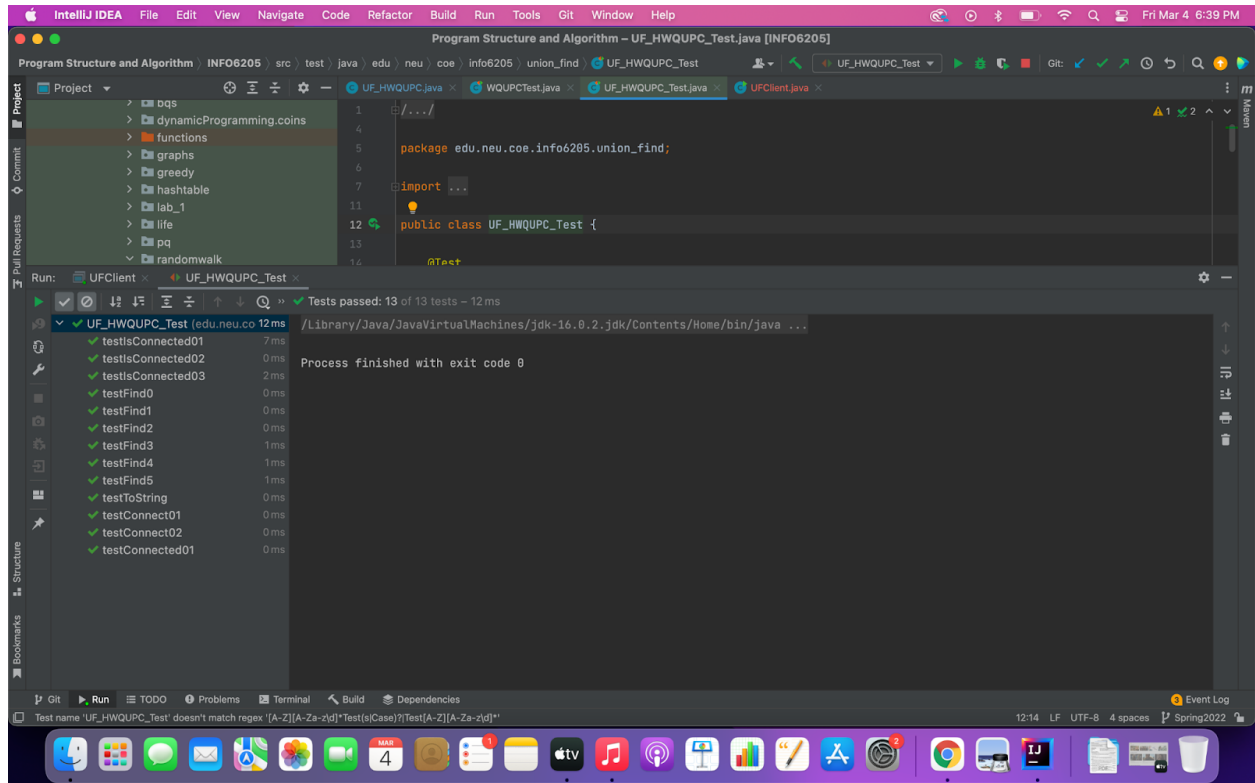 IntelliJ IDEA File Edit View Navigate Code Refactor Build Run Tools Git Window Help Fri Mar 4 6:39 PM
Program Structure and Algorithm – UF_HWQUPC_Test.java [INFO6205]
Program Structure and Algorithm INFO6205 src test java edu neu coe info6205 union_find UF_HWQUPC_Test UF_HWQUPC_Test Git:
Project UF_HWQUPC.java WQUPCTest.java UF_HWQUPC_Test.java UFClient.java
Project
Commit
Pull Requests
Maven
bqs
dynamicProgramming.coins
functions
graphs
greedy
hashtable
lab_1
life
pq
randomwalk
1 /.../
4
5 package edu.neu.coe.info6205.union_find;
6
7 import ...
11
12 public class UF_HWQUPC_Test {
13
14 @Test
1 2
Run: UFClient UF_HWQUPC_Test
Tests passed: 13 of 13 tests – 12 ms
UF_HWQUPC_Test (edu.neu.co 12 ms
testIsConnected01 7 ms
testIsConnected02 0 ms
testIsConnected03 2 ms
testFind0 0 ms
testFind1 0 ms
testFind2 0 ms
testFind3 1 ms
testFind4 1 ms
testFind5 1 ms
testToString 0 ms
testConnect01 0 ms
testConnect02 0 ms
testConnected01 0 ms
/Library/Java/JavaVirtualMachines/jdk-16.0.2.jdk/Contents/Home/bin/java ...
Process finished with exit code 0
Structure
Bookmarks
Git Run TODO Problems Terminal Build Dependencies 3 Event Log
Test name 'UF_HWQUPC_Test' doesn't match regex '[A-Z][A-Za-z\d]*Test(s|Case)?|Test[A-Z][A-Za-z\d]*' 12:14 LF UTF-8 4 spaces Spring2022
MAR
4
1
tv
2
IJ